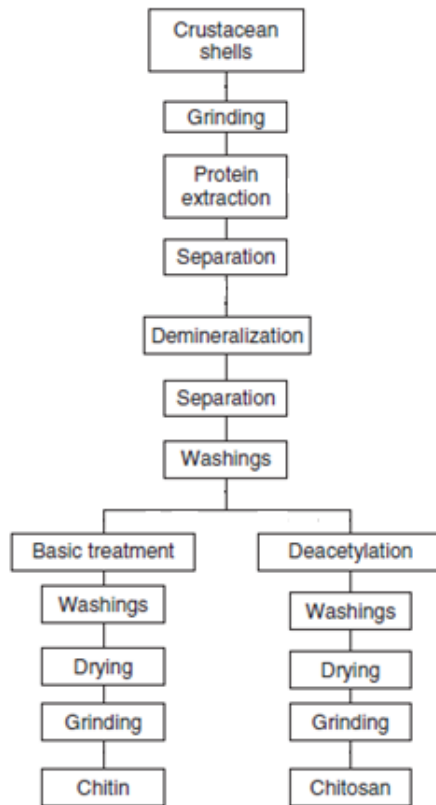 Crustacean
shells
Grinding
Protein
extraction
Separation
Demineralization
Separation
Washings
Basic treatment
Washings
Drying
Grinding
Chitin
Deacetylation
Washings
Drying
Grinding
Chitosan